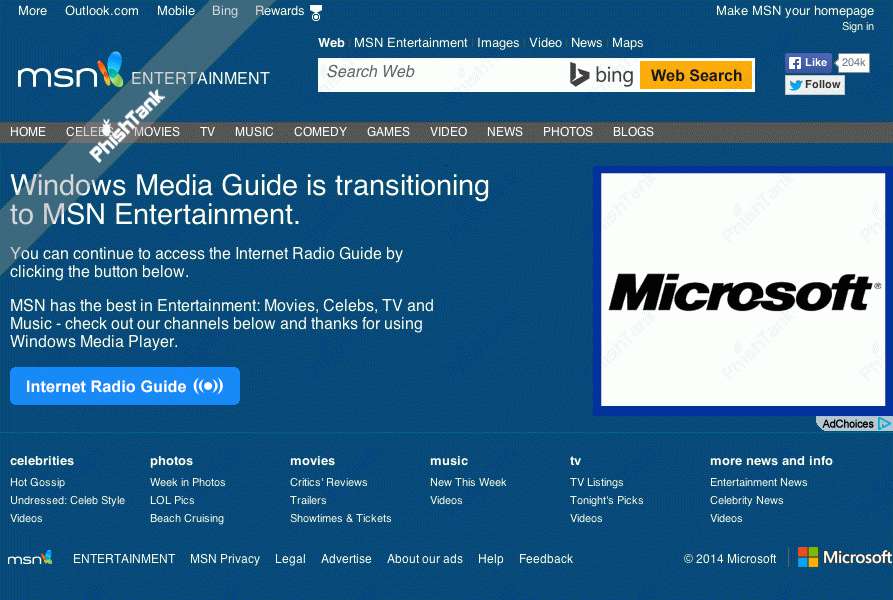 More Outlook.com Mobile Bing Rewards Make MSN your homepage
Sign in
Web MSN Entertainment Images Video News Maps
msn ENTERTAINMENT
Search Web bing Web Search
Like 204k
Follow
PhishTank
HOME CELEB MOVIES TV MUSIC COMEDY GAMES VIDEO NEWS PHOTOS BLOGS
Windows Media Guide is transitioning
to MSN Entertainment.
You can continue to access the Internet Radio Guide by
clicking the button below.
MSN has the best in Entertainment: Movies, Celebs, TV and
Music - check out our channels below and thanks for using
Windows Media Player.
Internet Radio Guide
Microsoft®
AdChoices
celebrities photos movies music tv more news and info
Hot Gossip Week in Photos Critics' Reviews New This Week TV Listings Entertainment News
Undressed: Celeb Style LOL Pics Trailers Videos Tonight's Picks Celebrity News
Videos Beach Cruising Showtimes & Tickets Videos Videos
msn ENTERTAINMENT MSN Privacy Legal Advertise About our ads Help Feedback © 2014 Microsoft Microsoft